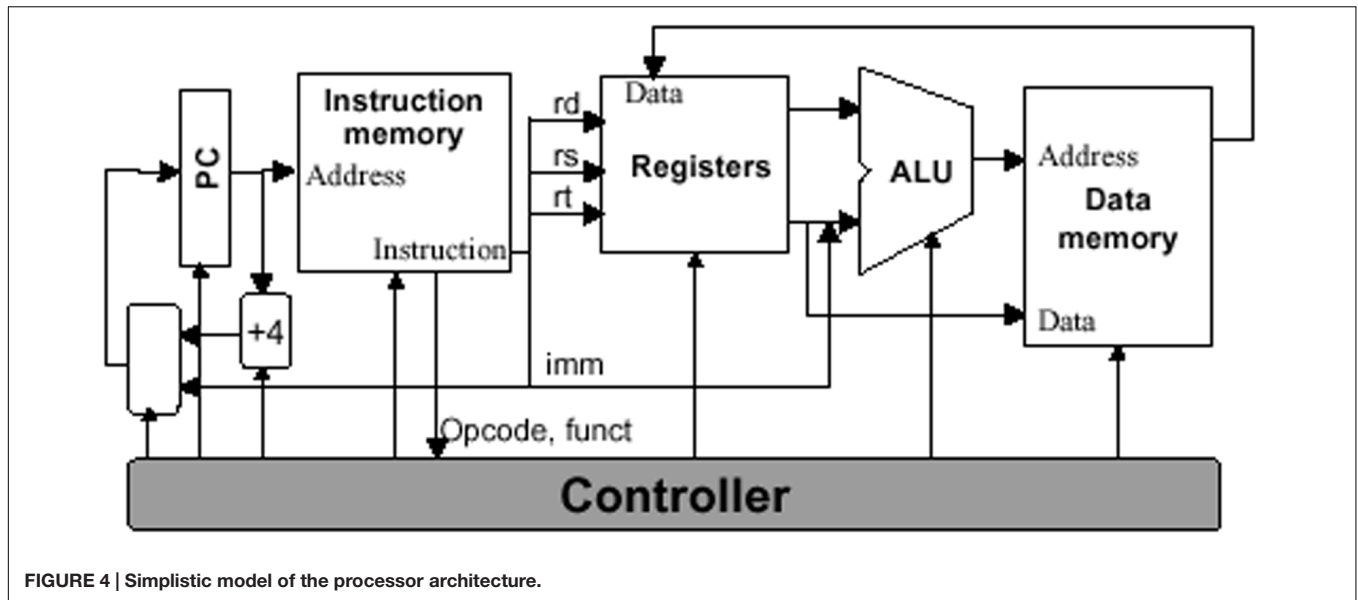 PC
Instruction
memory
Address
Instruction
+4
rd
rs
rt
imm
Opcode, funct
Data
Registers
ALU
Address
Data
memory
Data
Controller
FIGURE 4 | Simplistic model of the processor architecture.